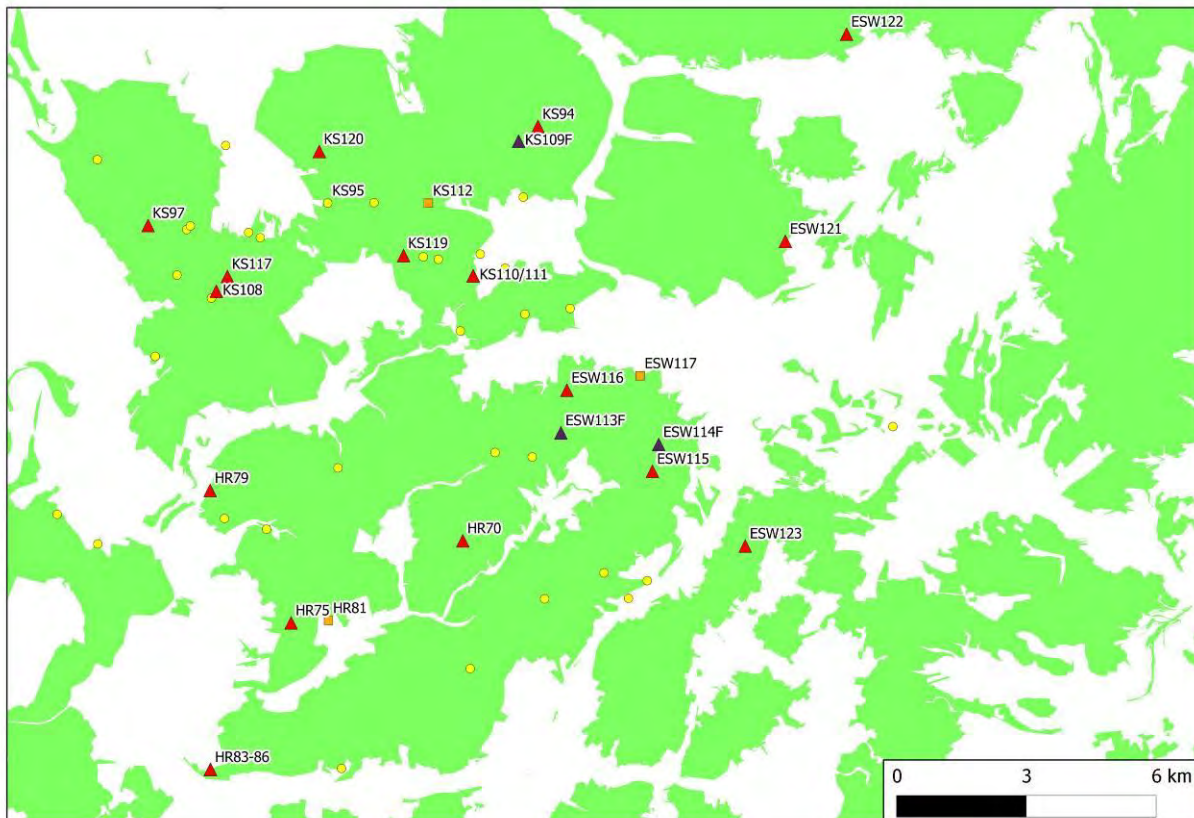 ESW122
KS94
KS109F
KS120
KS95
KS112
KS97
ESW121
KS119
KS117
KS110/111
KS108
ESW117
ESW116
ESW113F
ESW114F
ESW115
HR79
HR70
ESW123
HR75
HR81
HR83-86
0 3 6 km